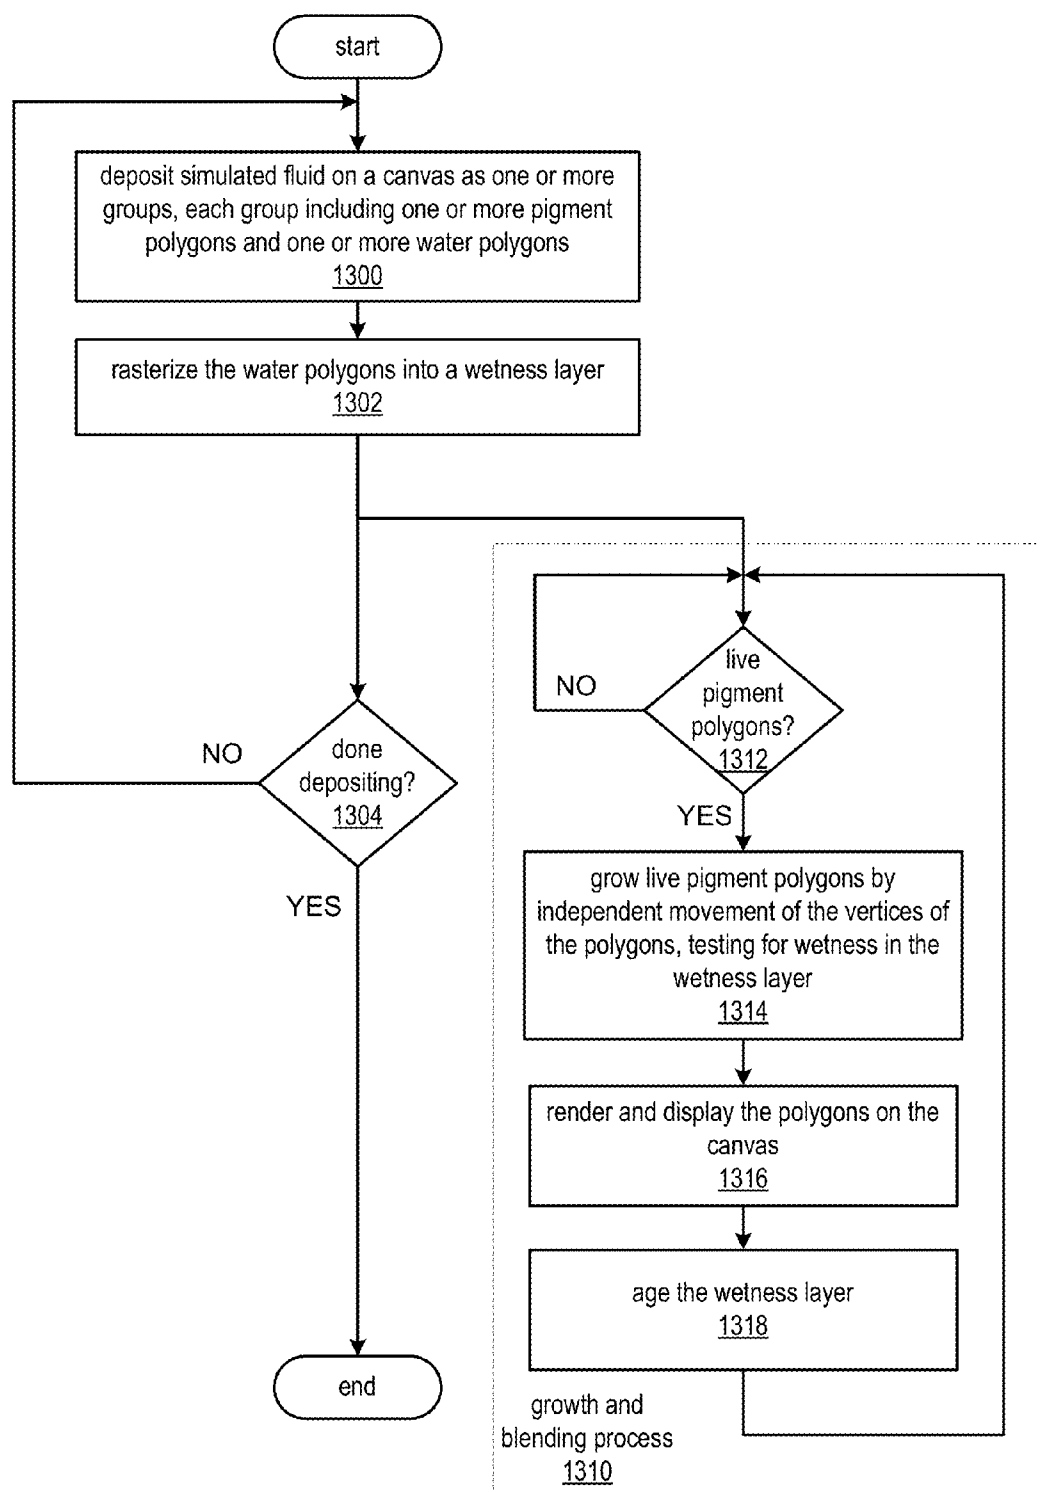 start
deposit simulated fluid on a canvas as one or more
groups, each group including one or more pigment
polygons and one or more water polygons
1300
rasterize the water polygons into a wetness layer
1302
NO
done
depositing?
1304
YES
end
live
pigment
polygons?
1312
NO
YES
grow live pigment polygons by
independent movement of the vertices of
the polygons, testing for wetness in the
wetness layer
1314
render and display the polygons on the
canvas
1316
age the wetness layer
1318
growth and
blending process
1310